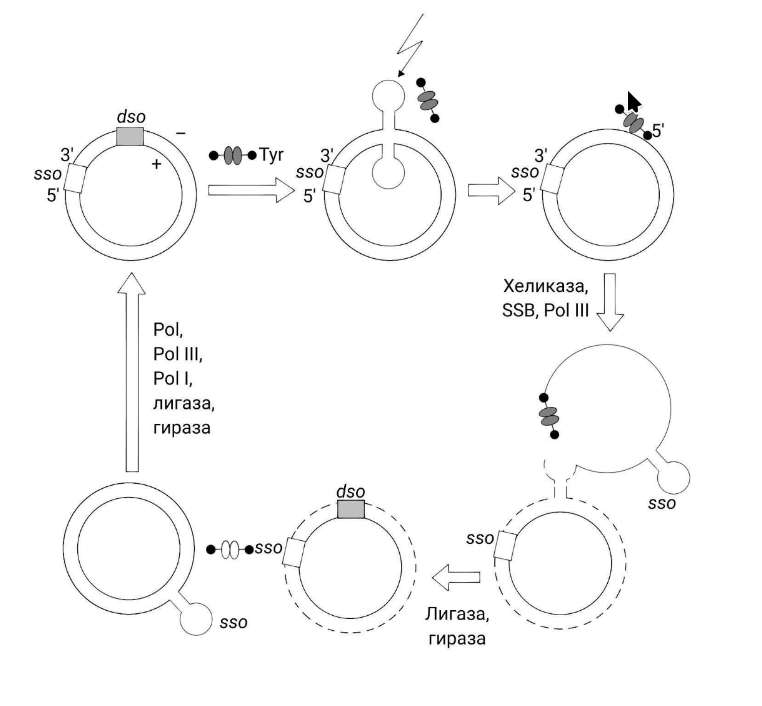 dso
–
+
3'
sso
5'
Tyr
3'
sso
5'
3'
sso
5'
5'
Хеликаза,
SSB, Pol III
Pol,
Pol III,
Pol I,
лигаза,
гираза
sso
sso
Лигаза,
гираза
dso
sso
sso